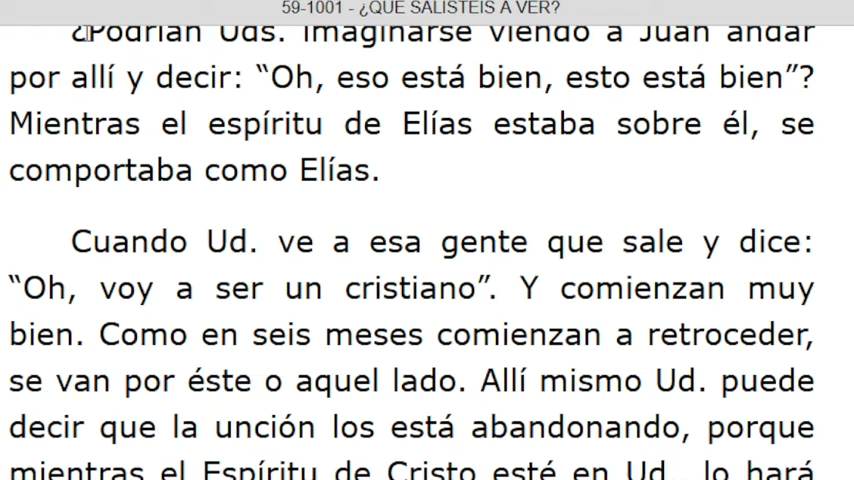 59-1001 - ¿QUE SALISTEIS A VER?
¿Podrían Uds. imaginarse viendo a Juan andar
por allí y decir: “Oh, eso está bien, esto está bien”?
Mientras el espíritu de Elías estaba sobre él, se
comportaba como Elías.
Cuando Ud. ve a esa gente que sale y dice:
“Oh, voy a ser un cristiano”. Y comienzan muy
bien. Como en seis meses comienzan a retroceder,
se van por éste o aquel lado. Allí mismo Ud. puede
decir que la unción los está abandonando, porque
mientras el Espíritu de Cristo esté en Ud., lo hará